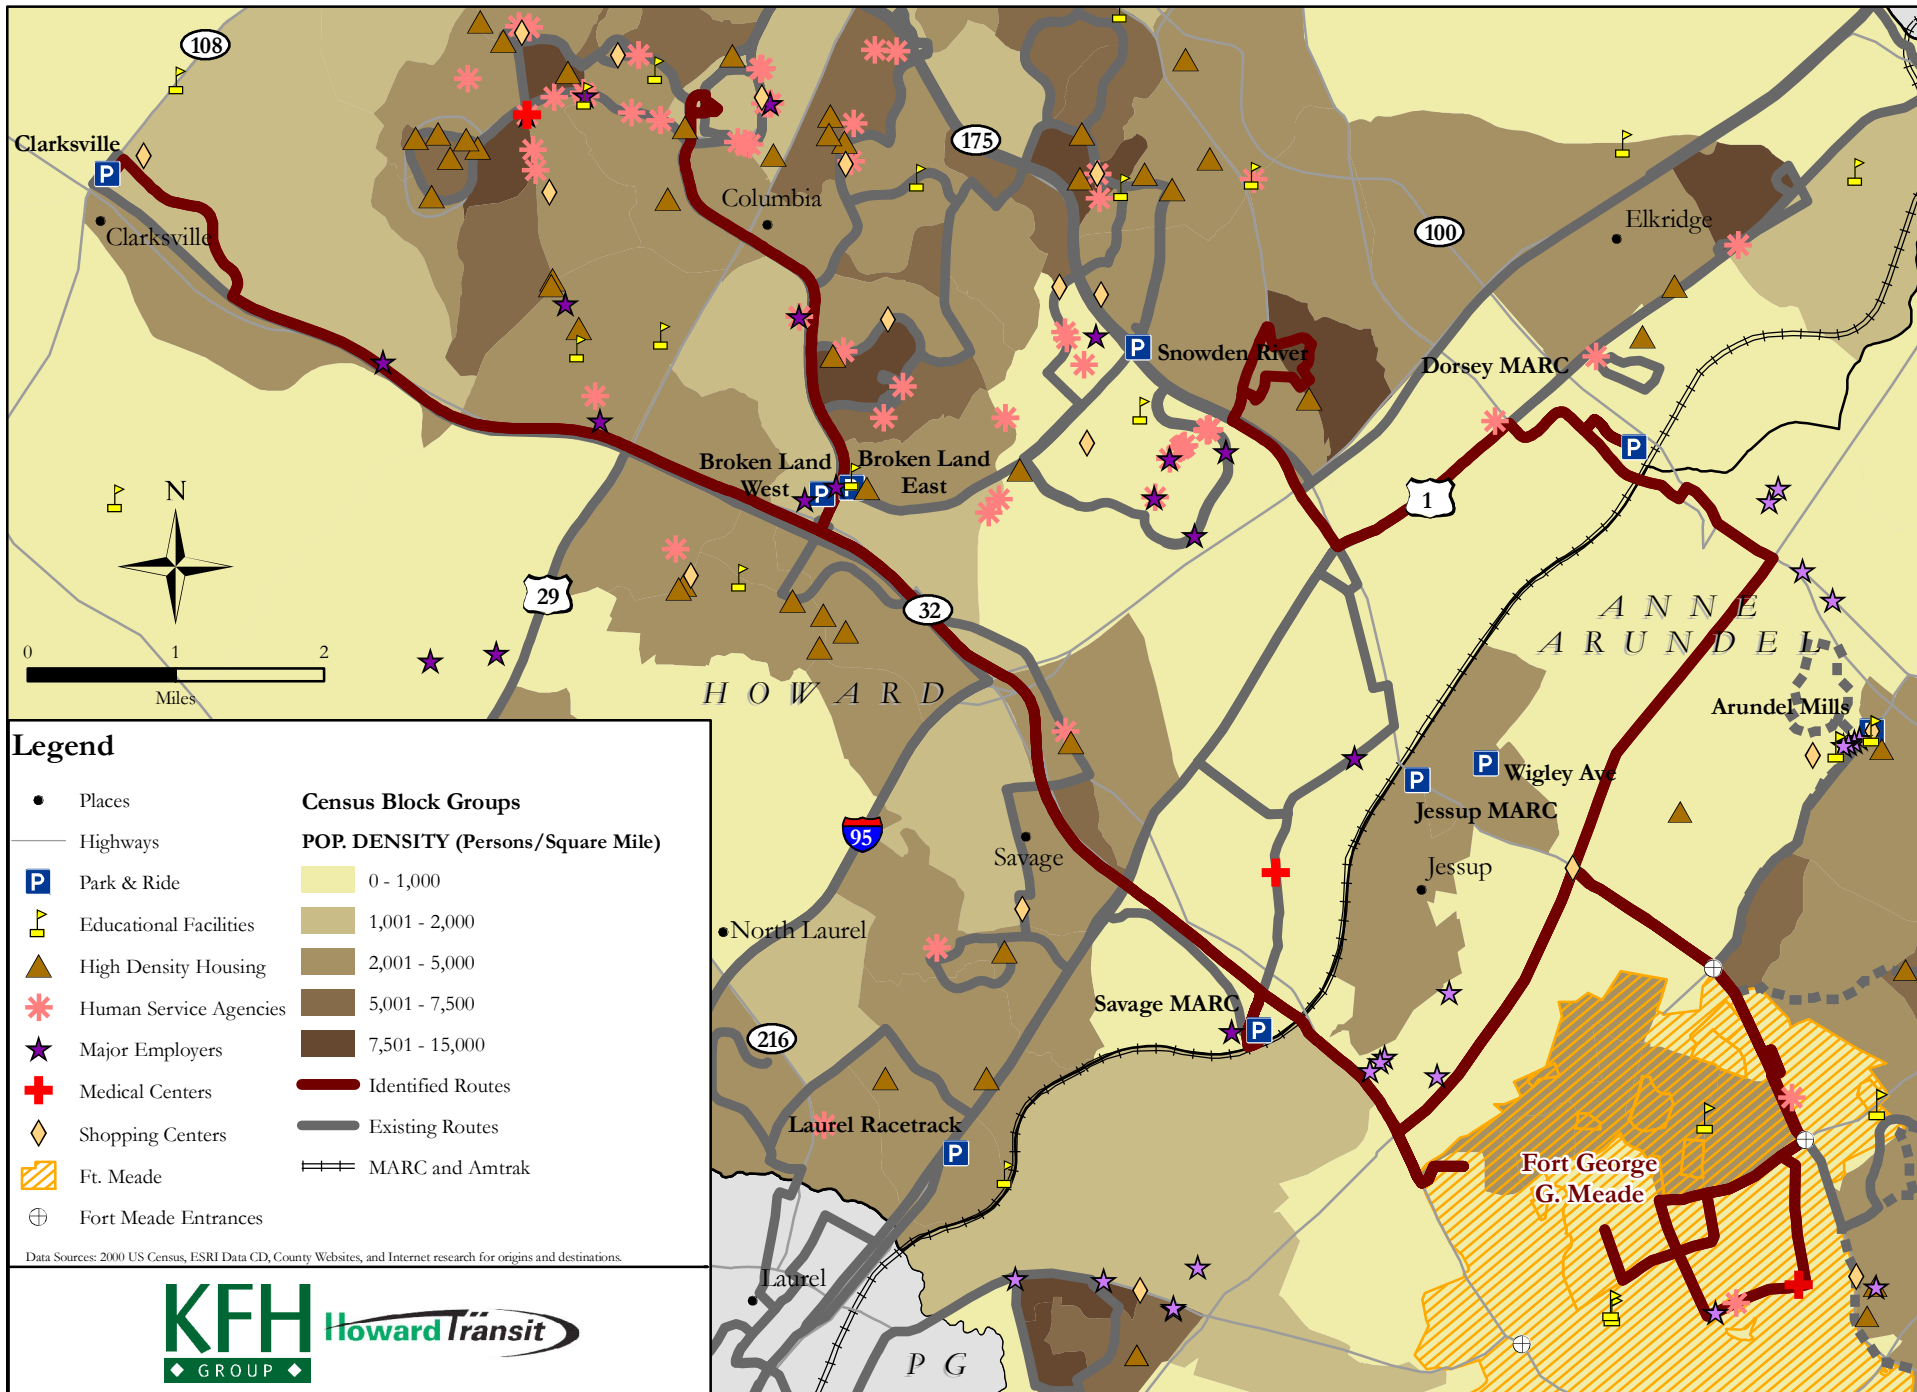 108
175
Clarksville
Clarksville
Columbia
100
Elkridge
Snowden River
Dorsey MARC
Broken Land
West
Broken Land
East
1
N
29
32
0 1 2
Miles
ANNE
ARUNDEL
HOWARD
Arundel Mills
Wigley Ave
Jessup MARC
Jessup
95
Savage
North Laurel
Savage MARC
216
Laurel Racetrack
Fort George
G. Meade
Laurel
PG
P
P
P
P
P
P
P
P
P
P
Legend
Places
Highways
P Park & Ride
Educational Facilities
High Density Housing
Human Service Agencies
Major Employers
Medical Centers
Shopping Centers
Ft. Meade
Fort Meade Entrances
Census Block Groups
POP. DENSITY (Persons/Square Mile)
0 - 1,000
1,001 - 2,000
2,001 - 5,000
5,001 - 7,500
7,501 - 15,000
Identified Routes
Existing Routes
MARC and Amtrak
Data Sources: 2000 US Census, ESRI Data CD, County Websites, and Internet research for origins and destinations.
KFH
GROUP
HowardTränsit